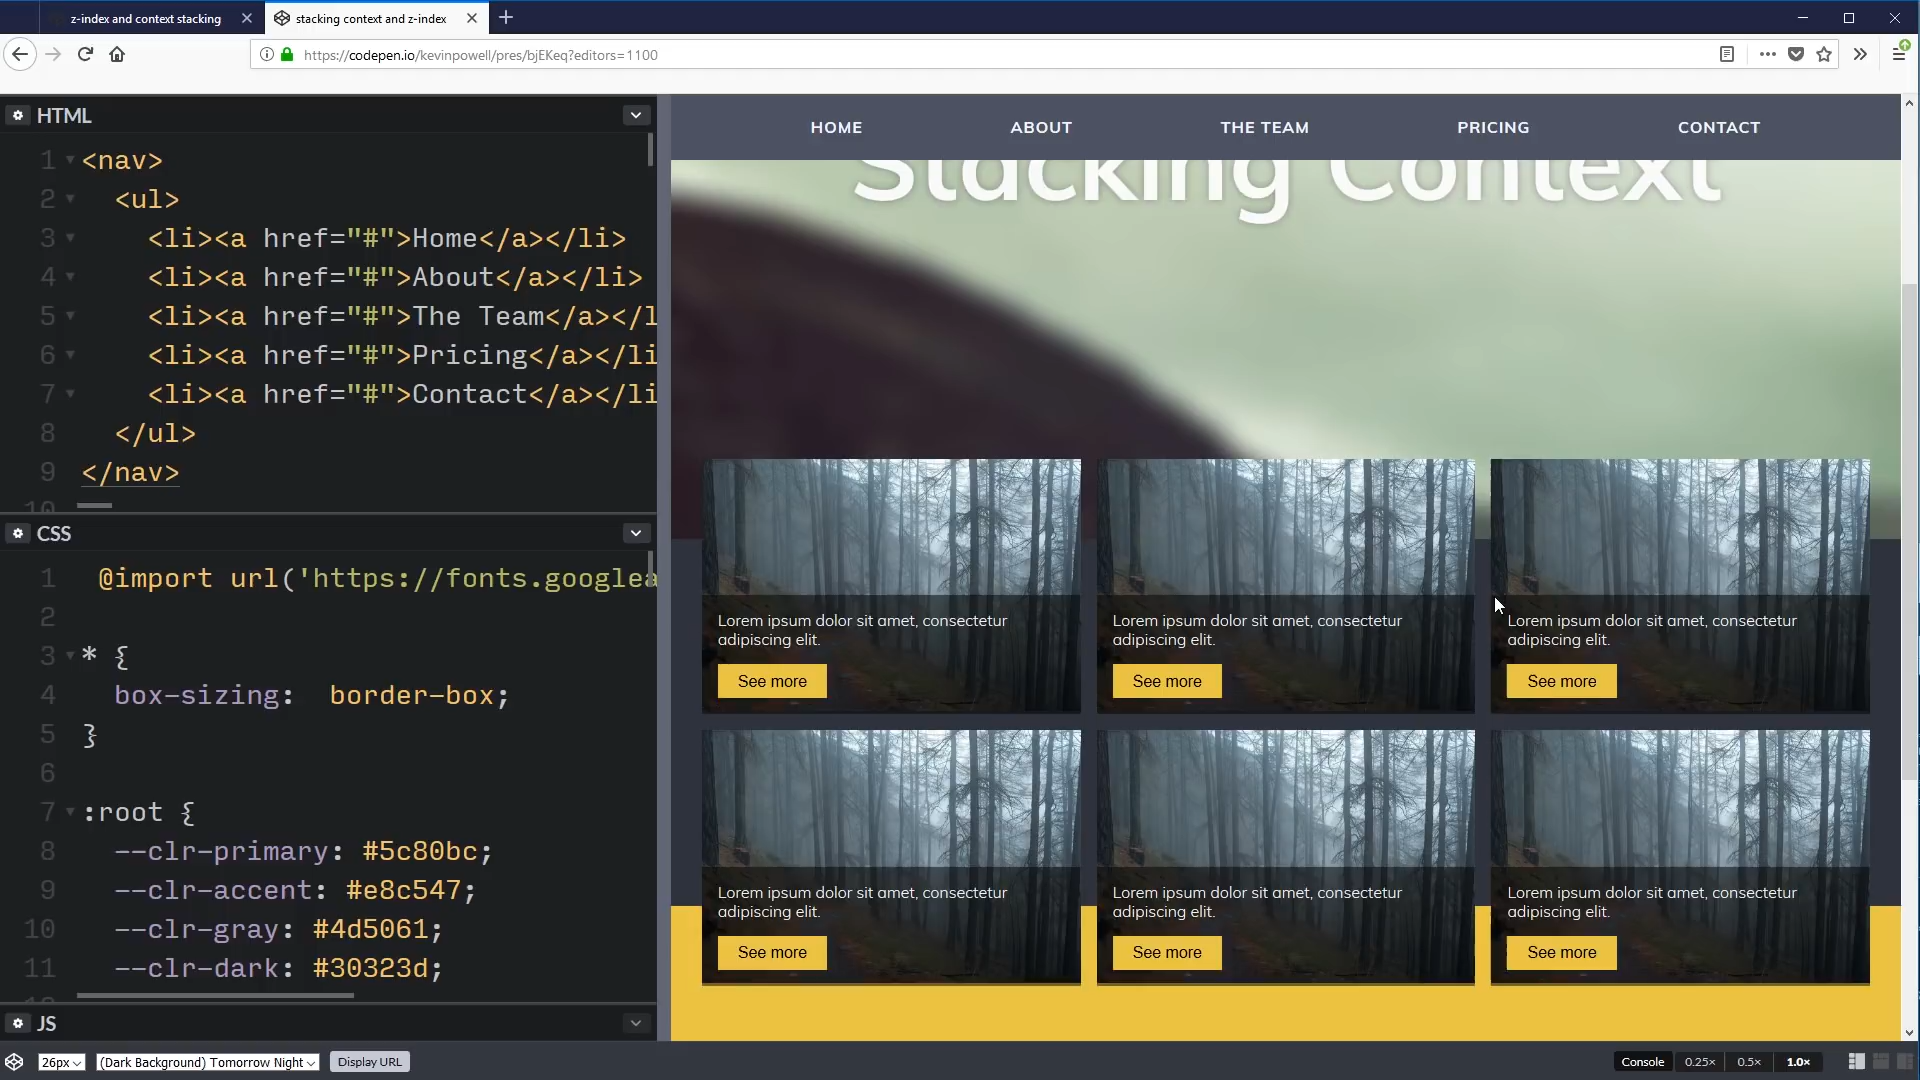 z-index and context stacking
stacking context and z-index
https://codepen.io/kevinpowell/pres/bjEKeq?editors=1100
HTML
1 <nav>
2 <ul>
3 <li><a href="#">Home</a></li>
4 <li><a href="#">About</a></li>
5 <li><a href="#">The Team</a></l
6 <li><a href="#">Pricing</a></li
7 <li><a href="#">Contact</a></li
8 </ul>
9 </nav>
10
CSS
1 @import url('https://fonts.googlea
2
3 * {
4 box-sizing: border-box;
5 }
6
7 :root {
8 --clr-primary: #5c80bc;
9 --clr-accent: #e8c547;
10 --clr-gray: #4d5061;
11 --clr-dark: #30323d;
JS
HOME ABOUT THE TEAM PRICING CONTACT
Stacking Context
Lorem ipsum dolor sit amet, consectetur
adipiscing elit.
See more
Lorem ipsum dolor sit amet, consectetur
adipiscing elit.
See more
Lorem ipsum dolor sit amet, consectetur
adipiscing elit.
See more
Lorem ipsum dolor sit amet, consectetur
adipiscing elit.
See more
Lorem ipsum dolor sit amet, consectetur
adipiscing elit.
See more
Lorem ipsum dolor sit amet, consectetur
adipiscing elit.
See more
26px (Dark Background) Tomorrow Night Display URL
Console 0.25× 0.5× 1.0×